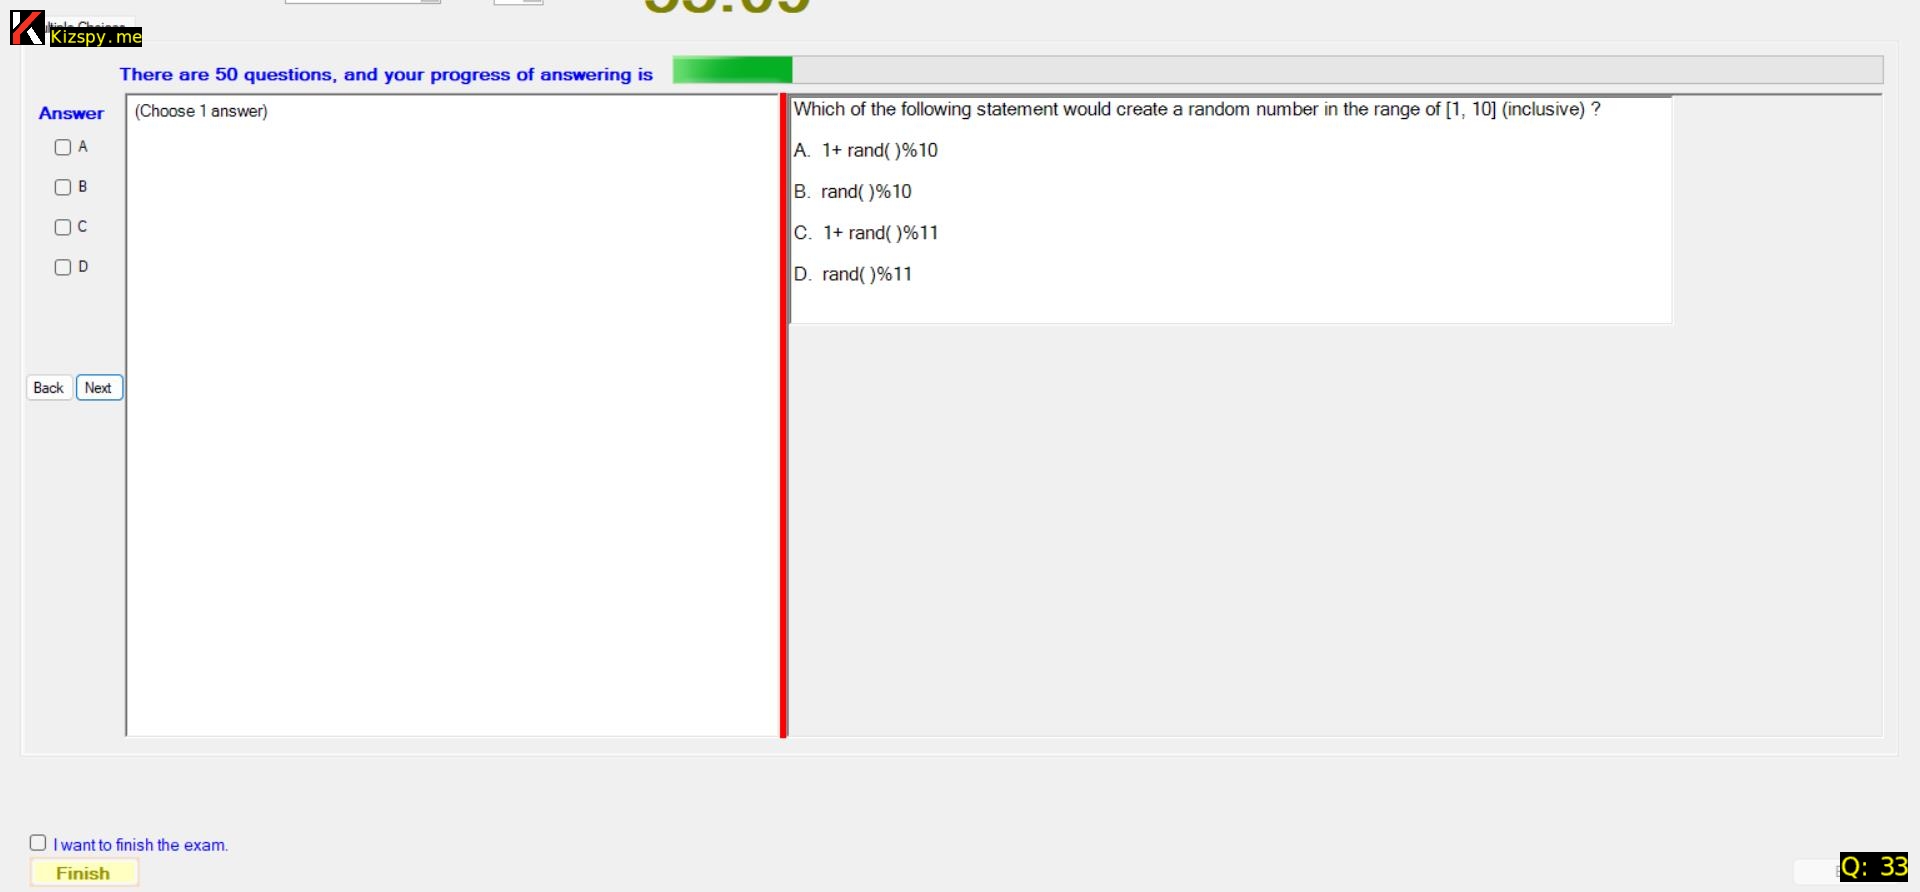 Kizspy.me
There are 50 questions, and your progress of answering is
Answer
(Choose 1 answer)
A
B
C
D
Back
Next
Which of the following statement would create a random number in the range of [1, 10] (inclusive) ?
A. 1+ rand( )%10
B. rand( )%10
C. 1+ rand( )%11
D. rand( )%11
I want to finish the exam.
Finish
Q: 33